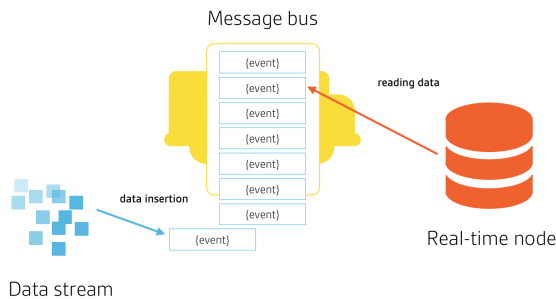 Message bus
{event}
{event}
reading data
{event}
{event}
{event}
{event}
data insertion
{event}
{event}
Real-time node
Data stream